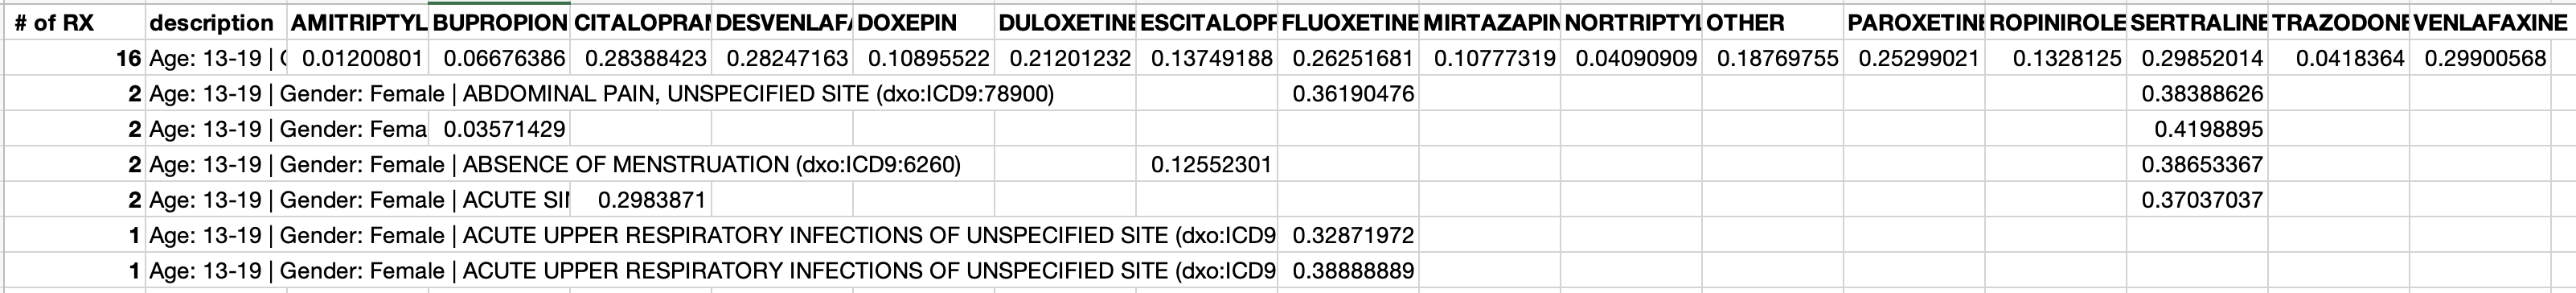 # of RX description AMITRIPTYL BUPROPION CITALOPRAM DESVENLAFA DOXEPIN DULOXETINE ESCITALOPR FLUOXETINE MIRTAZAPIN NORTRIPTYL OTHER PAROXETINE ROPINIROLE SERTRALINE TRAZODONE VENLAFAXINE
16 Age: 13-19 | G 0.01200801 0.06676386 0.28388423 0.28247163 0.10895522 0.21201232 0.13749188 0.26251681 0.10777319 0.04090909 0.18769755 0.25299021 0.1328125 0.29852014 0.0418364 0.29900568
2 Age: 13-19 | Gender: Female | ABDOMINAL PAIN, UNSPECIFIED SITE (dxo:ICD9:78900) 0.36190476 0.38388626
2 Age: 13-19 | Gender: Fema 0.03571429 0.4198895
2 Age: 13-19 | Gender: Female | ABSENCE OF MENSTRUATION (dxo:ICD9:6260) 0.12552301 0.38653367
2 Age: 13-19 | Gender: Female | ACUTE SIN 0.2983871 0.37037037
1 Age: 13-19 | Gender: Female | ACUTE UPPER RESPIRATORY INFECTIONS OF UNSPECIFIED SITE (dxo:ICD9 0.32871972
1 Age: 13-19 | Gender: Female | ACUTE UPPER RESPIRATORY INFECTIONS OF UNSPECIFIED SITE (dxo:ICD9 0.38888889